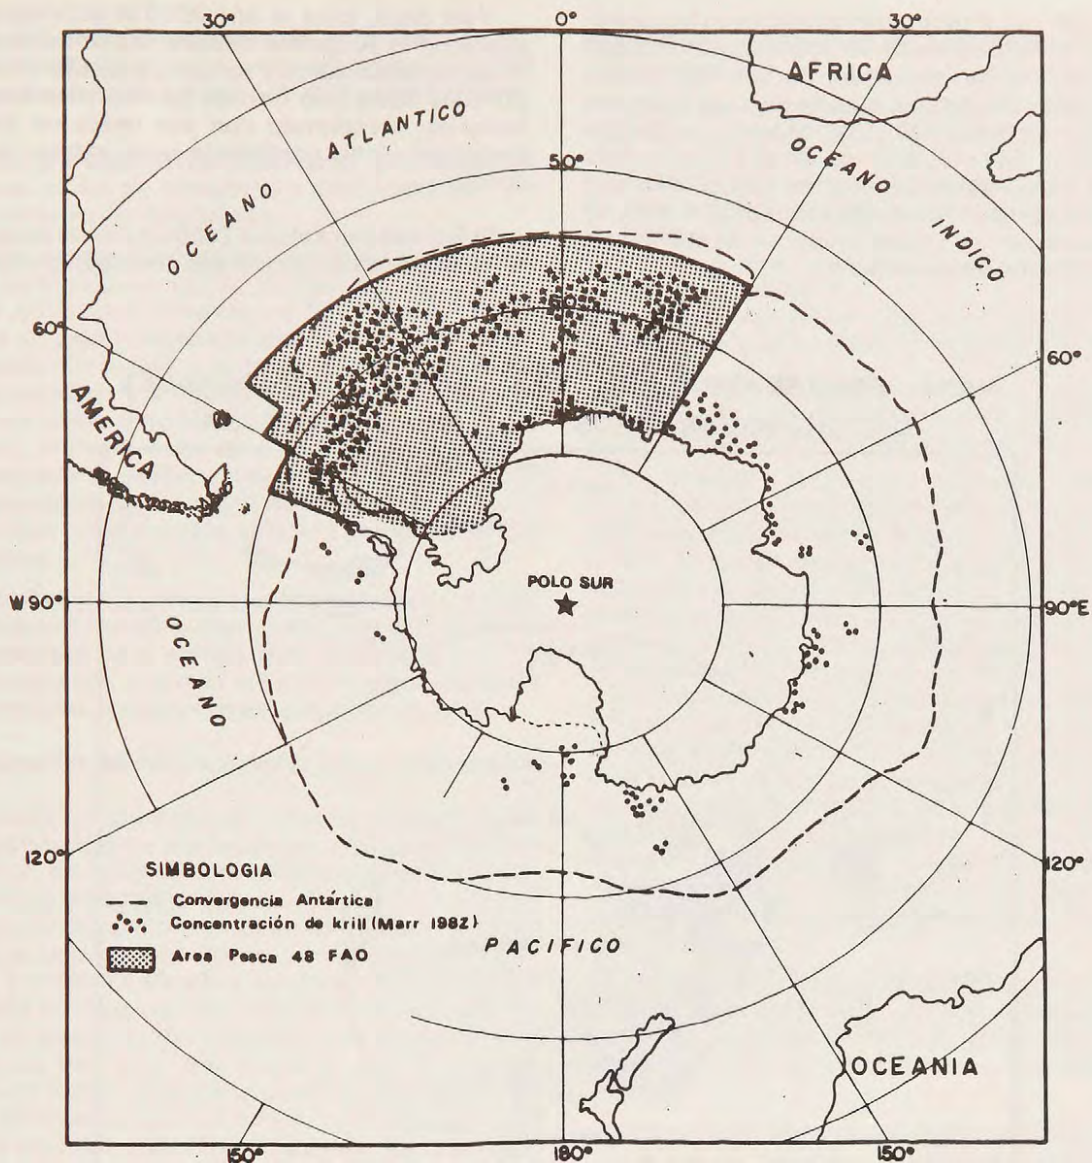 30°
0°
30°
AFRICA
OCEANO ATLANTICO
50°
OCEANO INDICO
60°
60
60°
AMERICA
POLO SUR
W 90°
90°E
OCEANO
120°
120°
SIMBOLOGIA
Convergencia Antártica
Concentración de krill (Marr 1982)
Area Pesca 48 FAO
PACIFICO
OCEANIA
150°
180°
150°